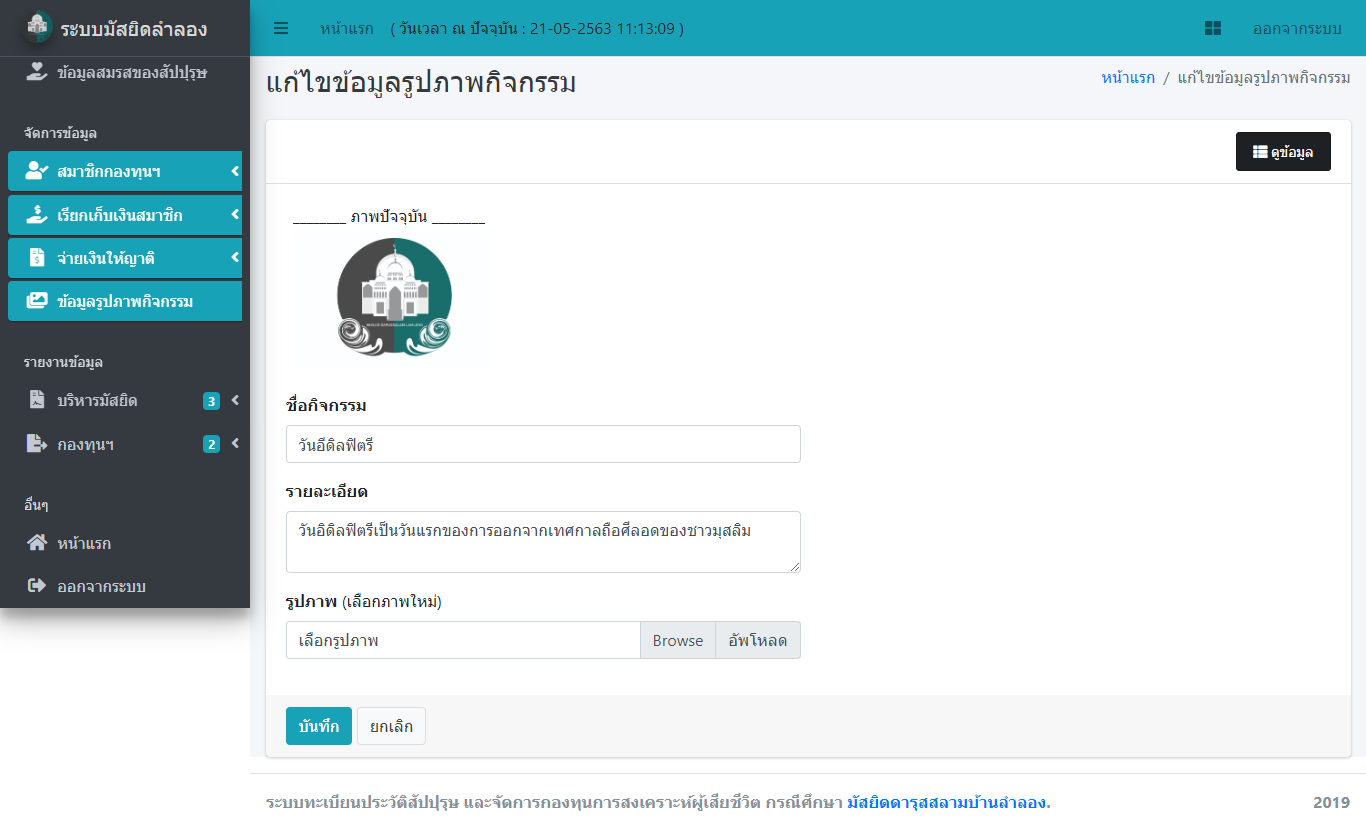 ระบบมัสยิดลำลอง
หน้าแรก ( วันเวลา ณ ปัจจุบัน : 21-05-2563 11:13:09 )
ออกจากระบบ
ข้อมูลสมรสของสัปปุรุษ
จัดการข้อมูล
สมาชิกกองทุนฯ
เรียกเก็บเงินสมาชิก
จ่ายเงินให้ญาติ
ข้อมูลรูปภาพกิจกรรม
รายงานข้อมูล
บริหารมัสยิด 3
กองทุนฯ 2
อื่นๆ
หน้าแรก
ออกจากระบบ
แก้ไขข้อมูลรูปภาพกิจกรรม
หน้าแรก / แก้ไขข้อมูลรูปภาพกิจกรรม
ดูข้อมูล
________ ภาพปัจจุบัน ________
ชื่อกิจกรรม
วันอีดิลฟิตรี
รายละเอียด
วันอิดิลฟิตรีเป็นวันแรกของการออกจากเทศกาลถือศีลอดของชาวมุสลิม
รูปภาพ (เลือกภาพใหม่)
เลือกรูปภาพ Browse อัพโหลด
บันทึก ยกเลิก
ระบบทะเบียนประวัติสัปปุรุษ และจัดการกองทุนการสงเคราะห์ผู้เสียชีวิต กรณีศึกษา มัสยิดดารุสสลามบ้านลำลอง.
2019